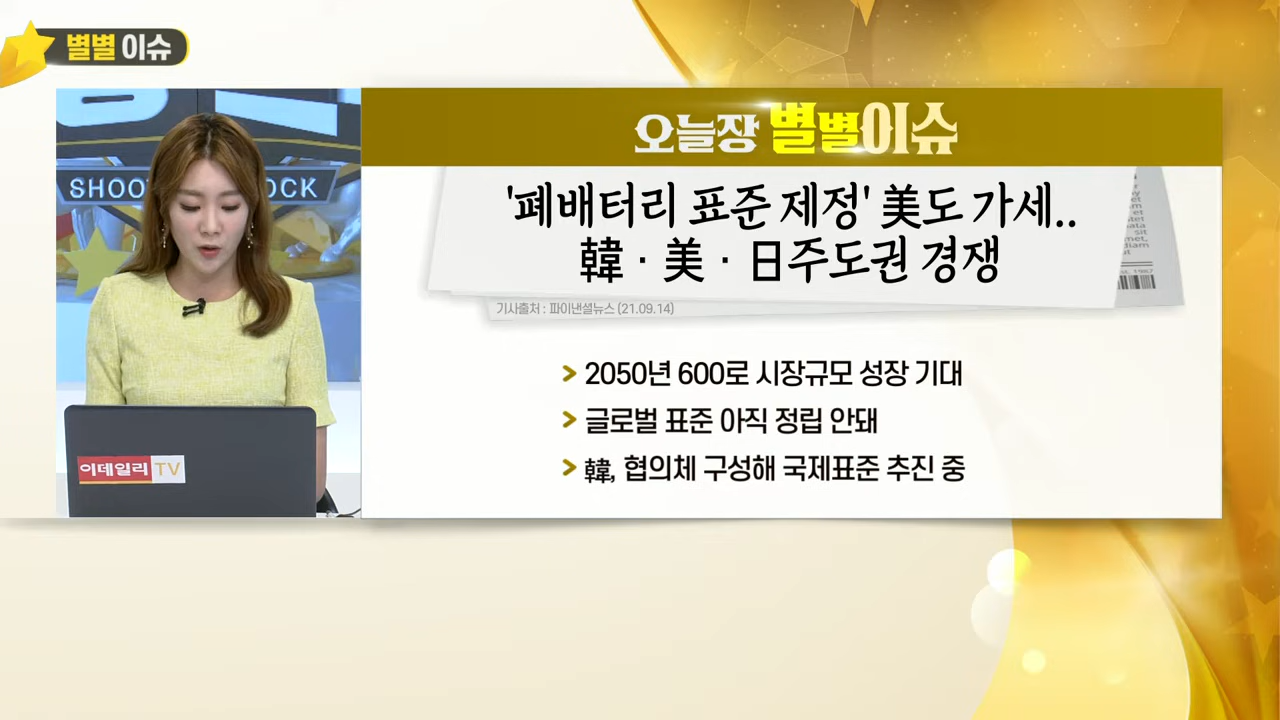 별별 이슈
SHOO
OCK
이데일리 TV
오늘장 별별이슈
'폐배터리 표준 제정' 美도 가세..
韓·美·日주도권 경쟁
기사출처 : 파이낸셜뉴스 (21.09.14)
2050년 600로 시장규모 성장 기대
글로벌 표준 아직 정립 안돼
韓, 협의체 구성해 국제표준 추진 중